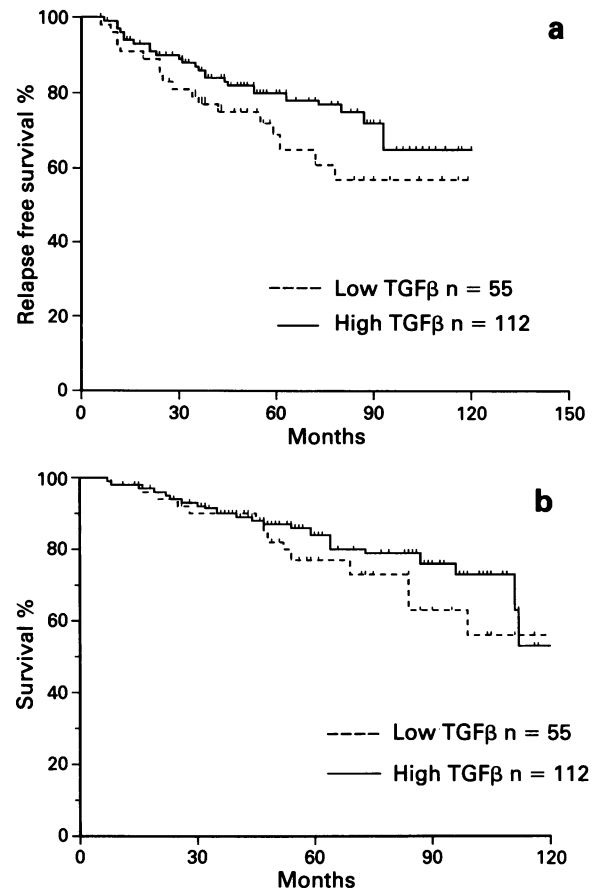 a
100
80
60
40
20
0
Relapse free survival %
Low TGFβ n = 55
High TGFβ n = 112
0 30 60 90 120 150
Months
b
100
80
60
40
20
0
Survival %
Low TGFβ n = 55
High TGFβ n = 112
0 30 60 90 120
Months